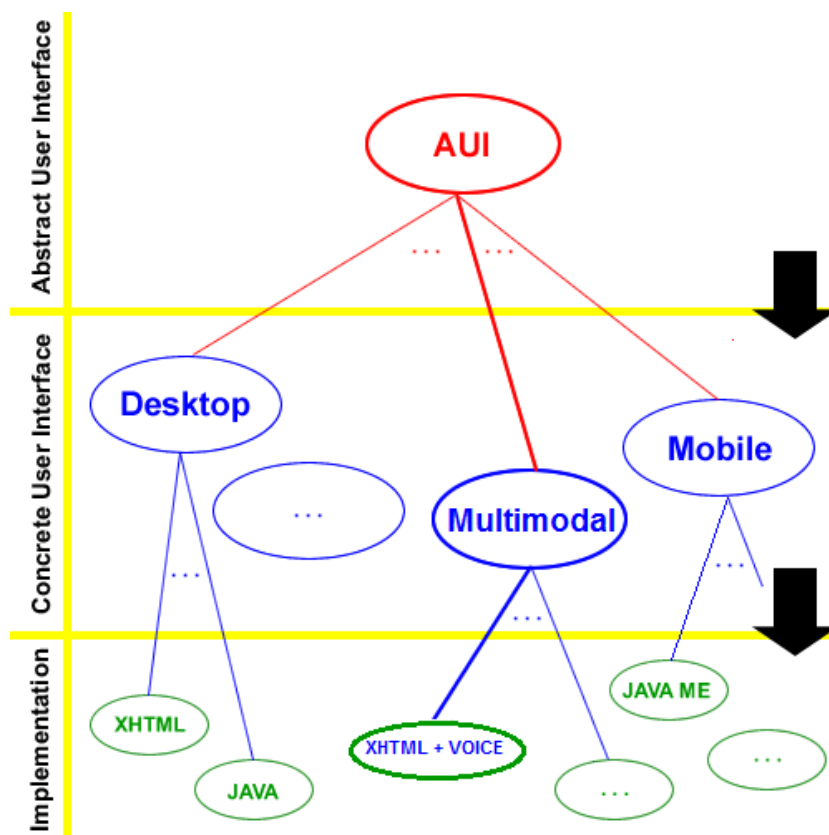 Abstract User Interface
AUI
... ...
Concrete User Interface
Desktop
Mobile
...
Multimodal
...
...
...
Implementation
JAVA ME
XHTML
XHTML + VOICE
...
JAVA
...